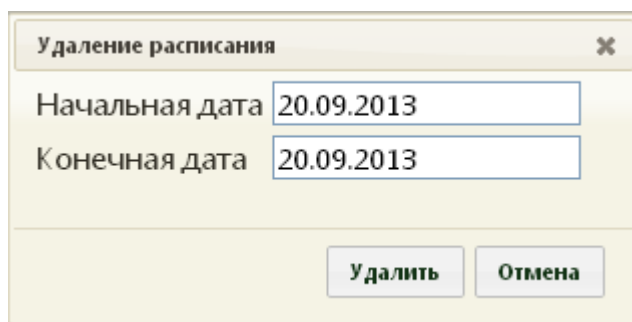 Удаление расписания
Начальная дата 20.09.2013
Конечная дата 20.09.2013
Удалить Отмена